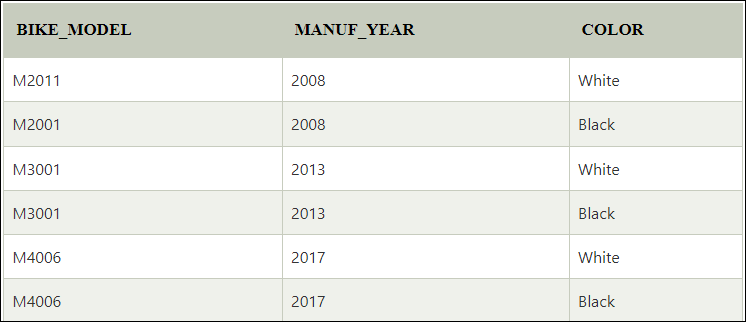 BIKE_MODEL MANUF_YEAR COLOR
M2011 2008 White
M2001 2008 Black
M3001 2013 White
M3001 2013 Black
M4006 2017 White
M4006 2017 Black